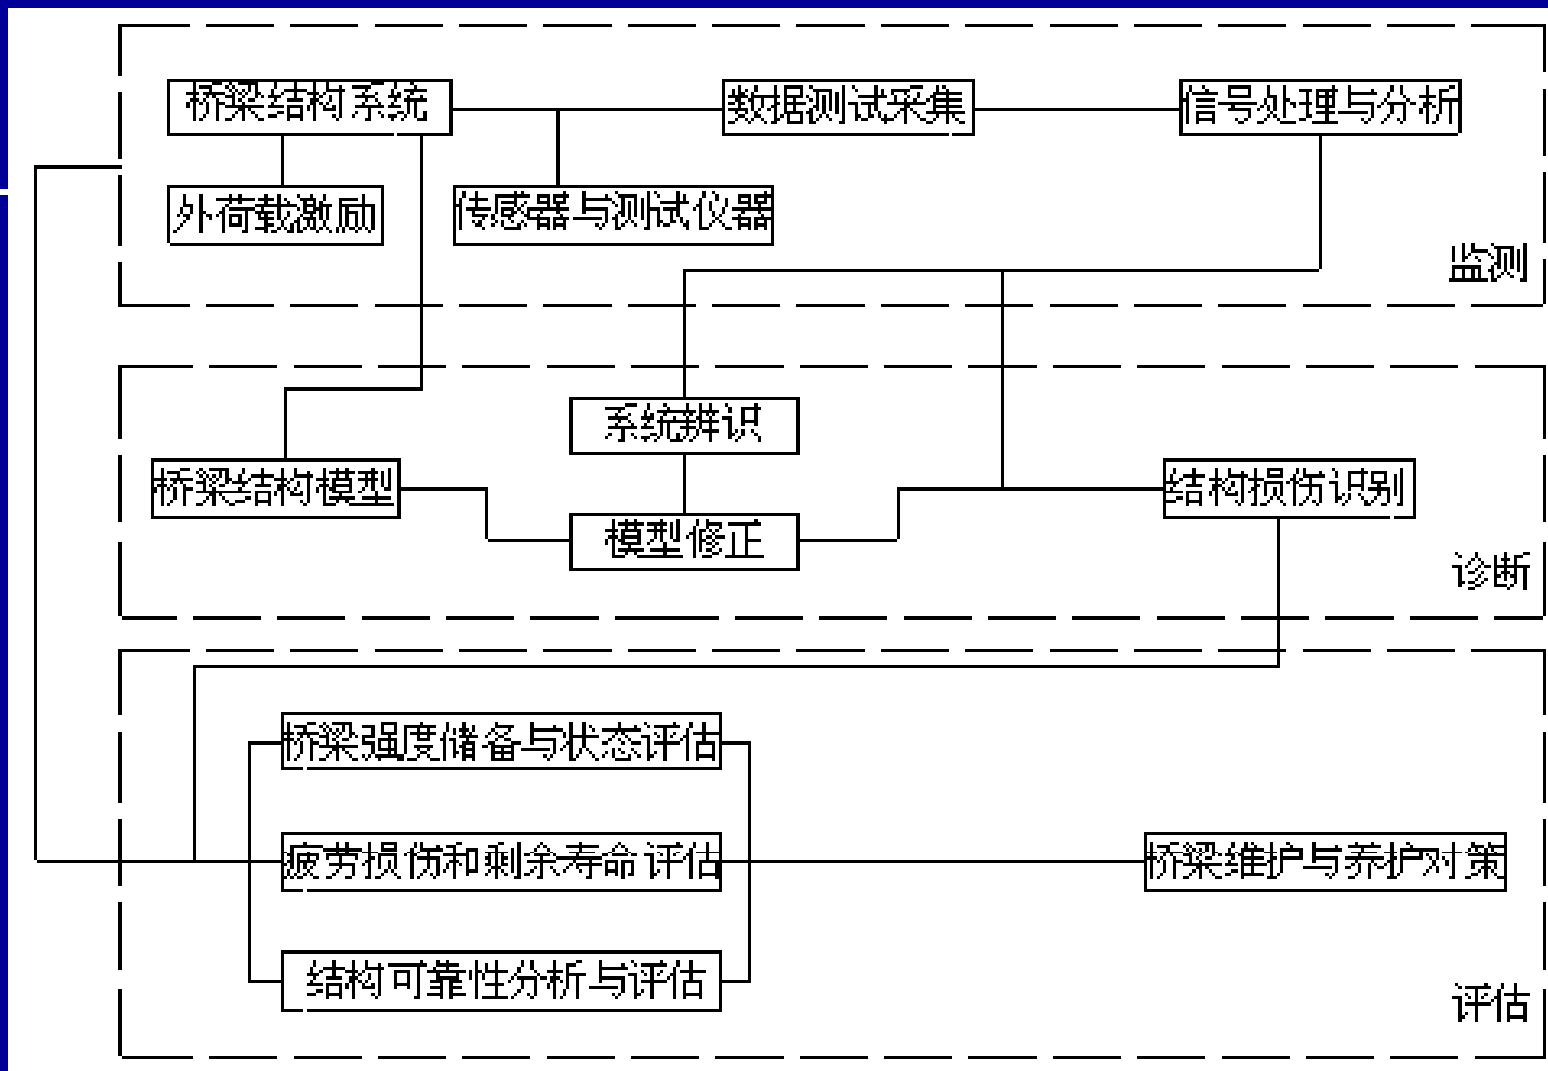 桥梁结构系统
数据测试采集
信号处理与分析
外荷载激励
传感器与测试仪器
监测
系统辨识
桥梁结构模型
结构损伤识别
模型修正
诊断
桥梁强度储备与状态评估
疲劳损伤和剩余寿命评估
桥梁维护与养护对策
结构可靠性分析与评估
评估